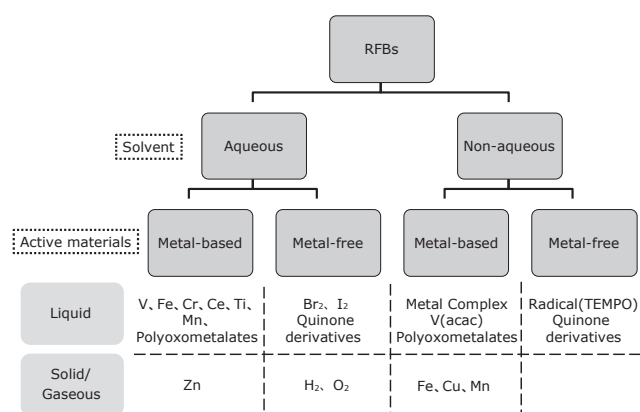 RFBs
Solvent
Aqueous
Non-aqueous
Active materials
Metal-based
Metal-free
Metal-based
Metal-free
Liquid
V、Fe、Cr、Ce、Ti、
Mn、
Polyoxometalates
Br₂、I₂
Quinone
derivatives
Metal Complex
V(acac)
Polyoxometalates
Radical(TEMPO)
Quinone
derivatives
Solid/
Gaseous
Zn
H₂、O₂
Fe、Cu、Mn